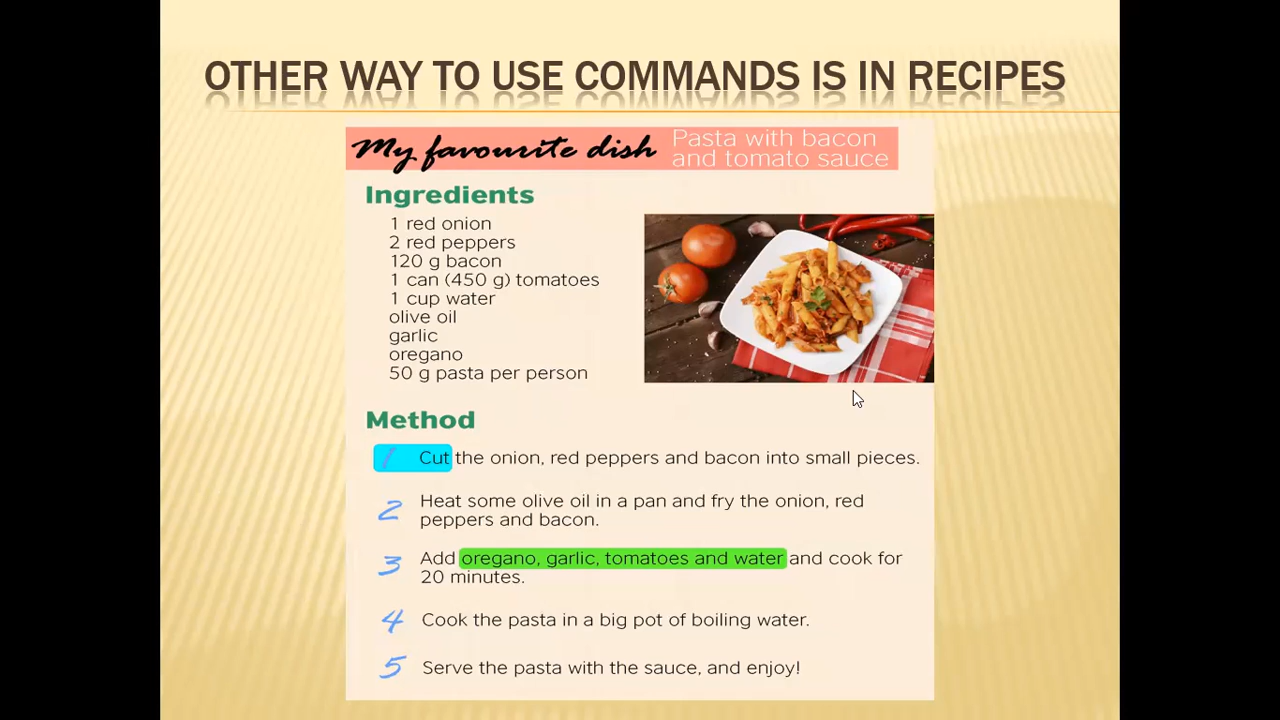 OTHER WAY TO USE COMMANDS IS IN RECIPES
My favourite dish
Pasta with bacon
and tomato sauce
Ingredients
1 red onion
2 red peppers
120 g bacon
1 can (450 g) tomatoes
1 cup water
olive oil
garlic
oregano
50 g pasta per person
Method
1 Cut the onion, red peppers and bacon into small pieces.
2 Heat some olive oil in a pan and fry the onion, red
peppers and bacon.
3 Add oregano, garlic, tomatoes and water and cook for
20 minutes.
4 Cook the pasta in a big pot of boiling water.
5 Serve the pasta with the sauce, and enjoy!